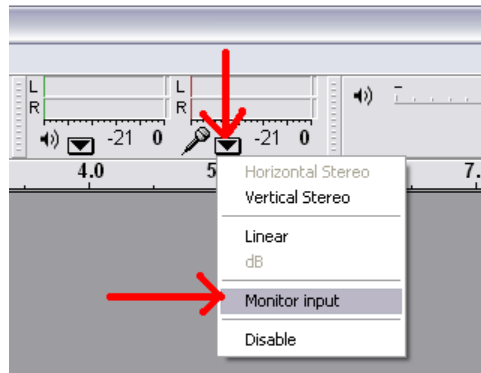 L L
R R
-21 0 -21 0
4.0 5 7.
Horizontal Stereo
Vertical Stereo
Linear
dB
Monitor input
Disable